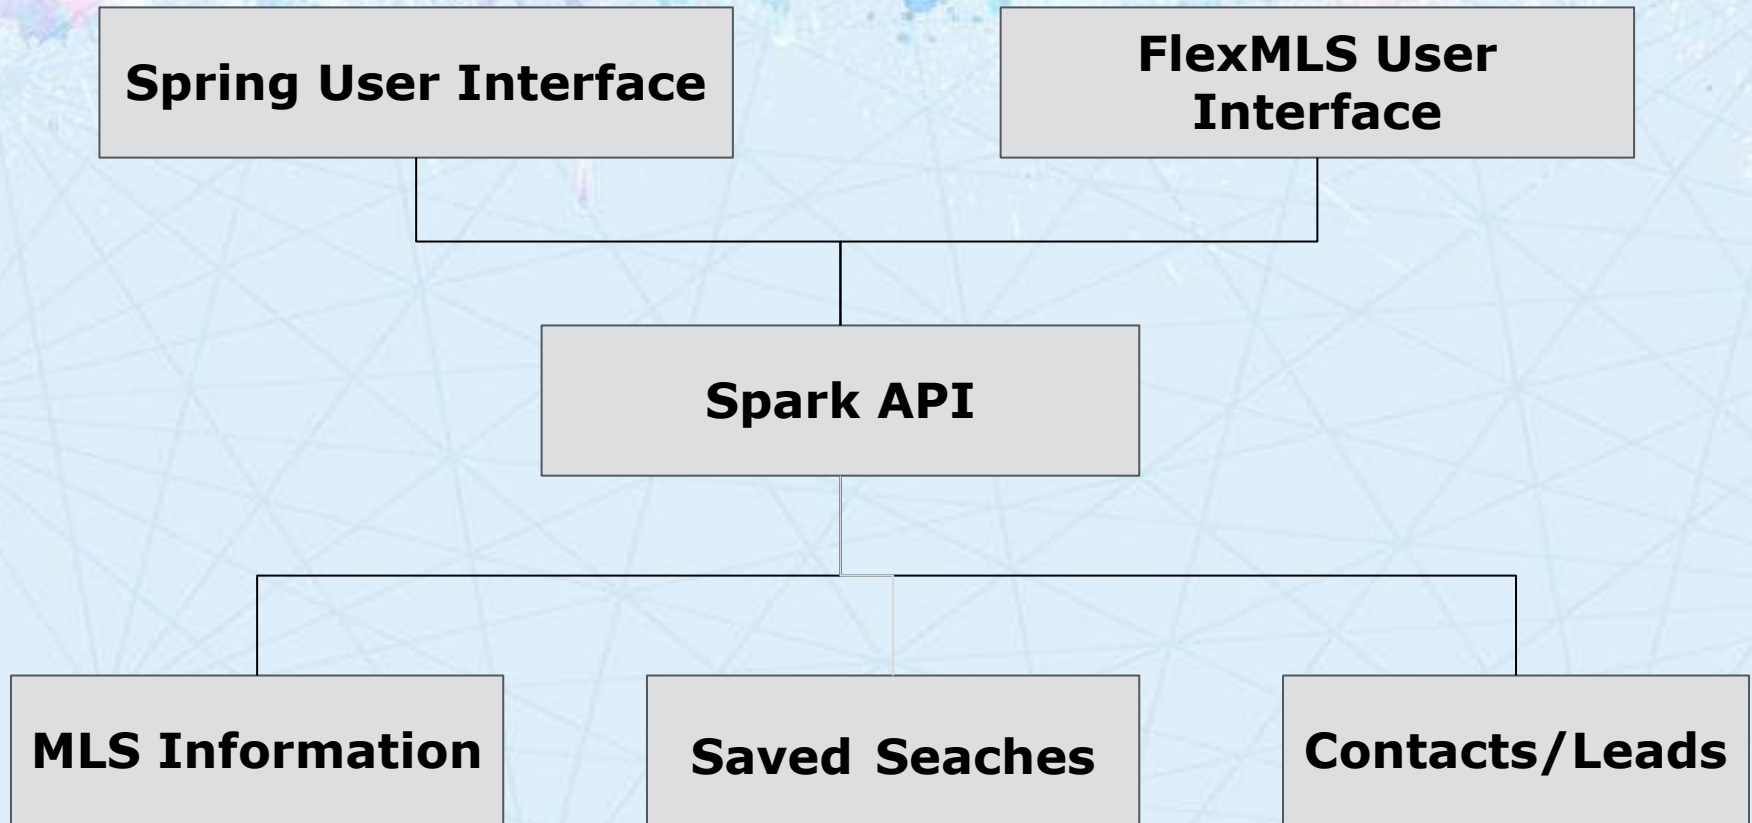 Spring User Interface
FlexMLS User
Interface
Spark API
MLS Information
Saved Seaches
Contacts/Leads